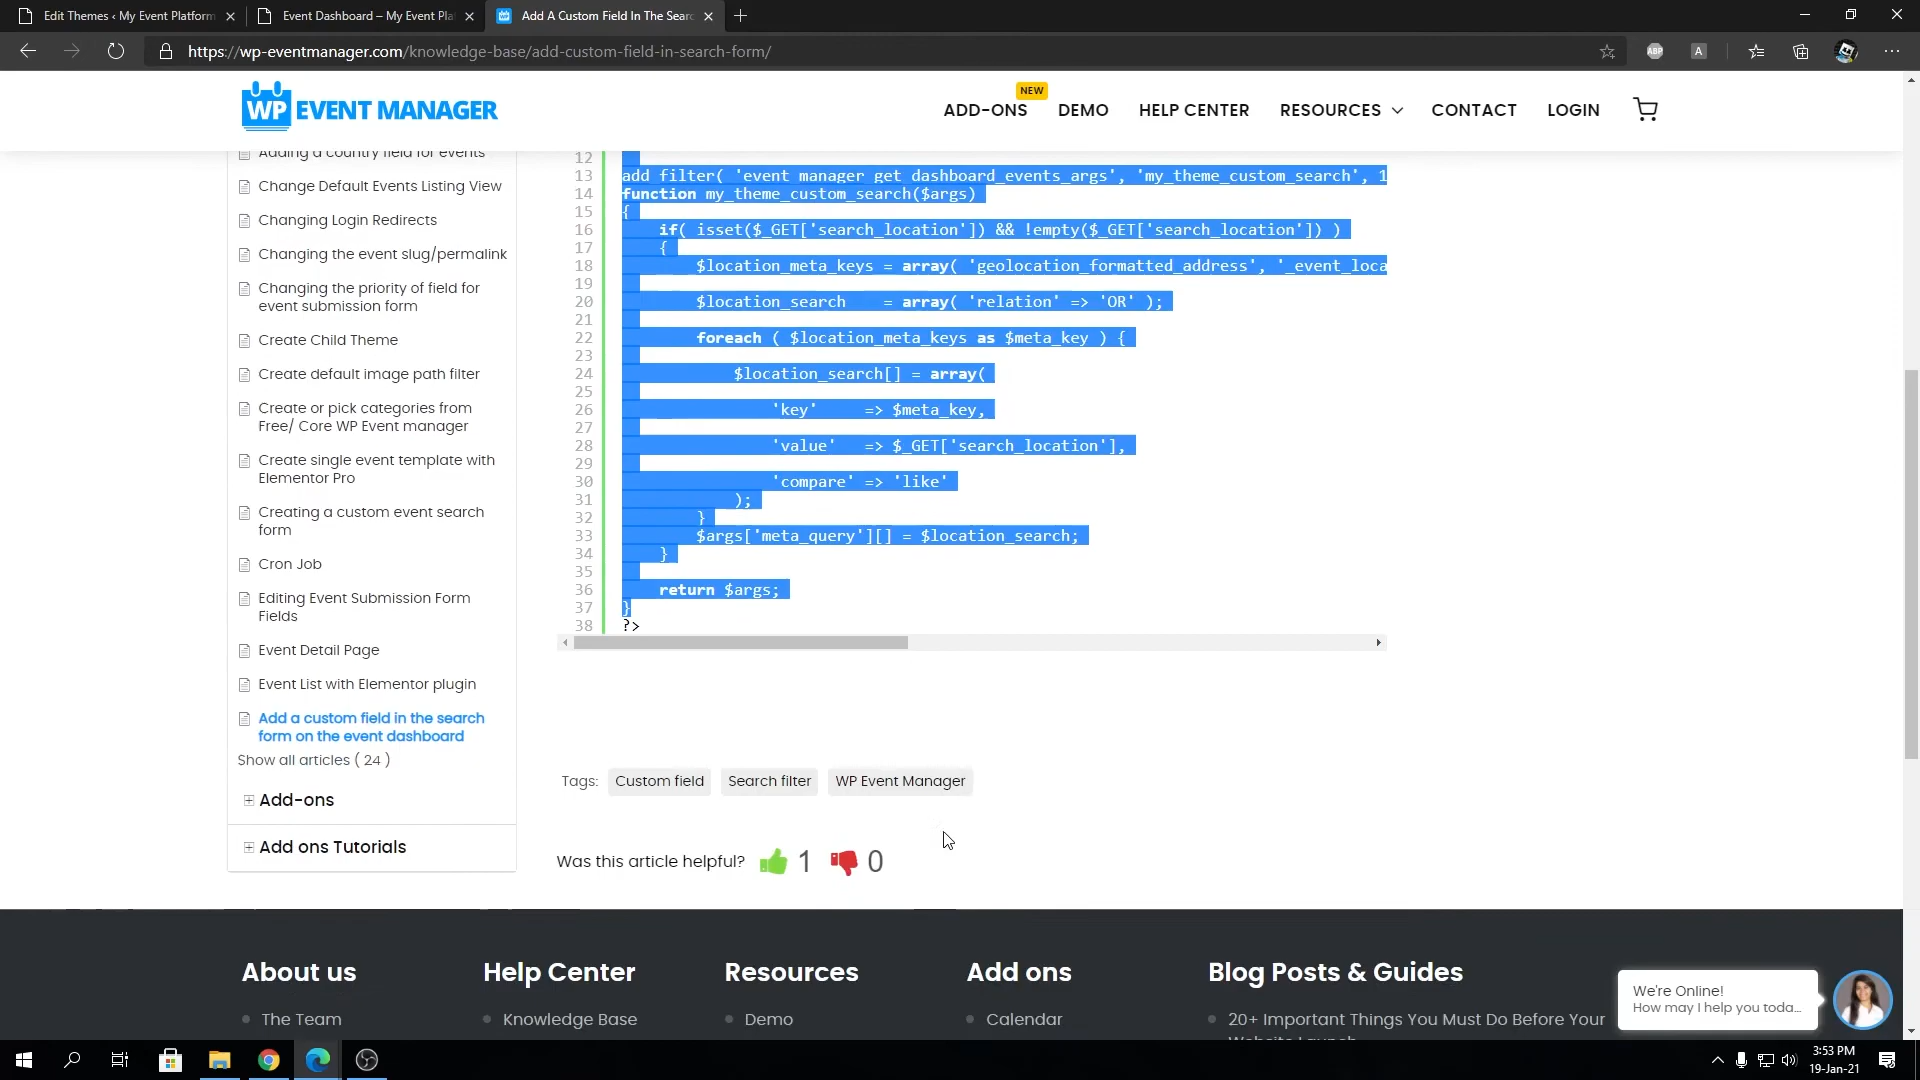 Edit Themes ‹ My Event Platform
Event Dashboard – My Event Pla
Add A Custom Field In The Searc
https://wp-eventmanager.com/knowledge-base/add-custom-field-in-search-form/
ABP
A
WP EVENT MANAGER
NEW
ADD-ONS
DEMO
HELP CENTER
RESOURCES
CONTACT
LOGIN
Adding a country field for events
Change Default Events Listing View
Changing Login Redirects
Changing the event slug/permalink
Changing the priority of field for
event submission form
Create Child Theme
Create default image path filter
Create or pick categories from
Free/ Core WP Event manager
Create single event template with
Elementor Pro
Creating a custom event search
form
Cron Job
Editing Event Submission Form
Fields
Event Detail Page
Event List with Elementor plugin
Add a custom field in the search
form on the event dashboard
Show all articles ( 24 )
Add-ons
Add ons Tutorials
12
13 add_filter( 'event_manager_get_dashboard_events_args', 'my_theme_custom_search', 1
14 function my_theme_custom_search($args)
15 {
16 if( isset($_GET['search_location']) && !empty($_GET['search_location']) )
17 {
18 $location_meta_keys = array( 'geolocation_formatted_address', '_event_loca
19
20 $location_search = array( 'relation' => 'OR' );
21
22 foreach ( $location_meta_keys as $meta_key ) {
23
24 $location_search[] = array(
25
26 'key' => $meta_key,
27
28 'value' => $_GET['search_location'],
29
30 'compare' => 'like'
31 );
32 }
33 $args['meta_query'][] = $location_search;
34 }
35
36 return $args;
37 }
38 ?>
Tags: Custom field Search filter WP Event Manager
Was this article helpful? 1 0
About us
The Team
Help Center
Knowledge Base
Resources
Demo
Add ons
Calendar
Blog Posts & Guides
20+ Important Things You Must Do Before Your
Website Launch
We're Online!
How may I help you toda...
3:53 PM
19-Jan-21